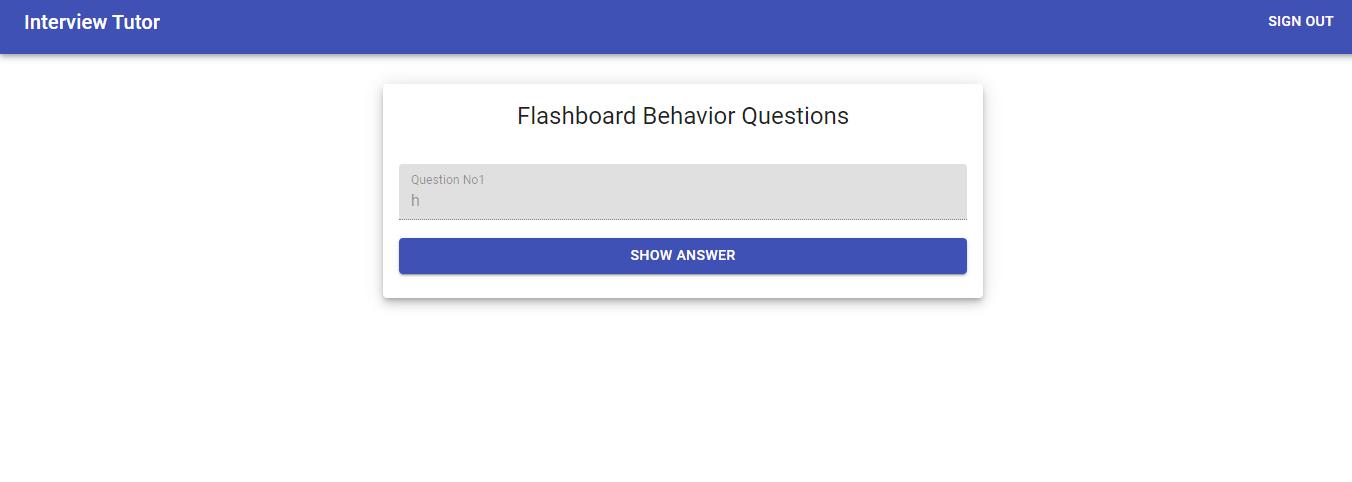 Interview Tutor
SIGN OUT
Flashboard Behavior Questions
Question No1
h
SHOW ANSWER